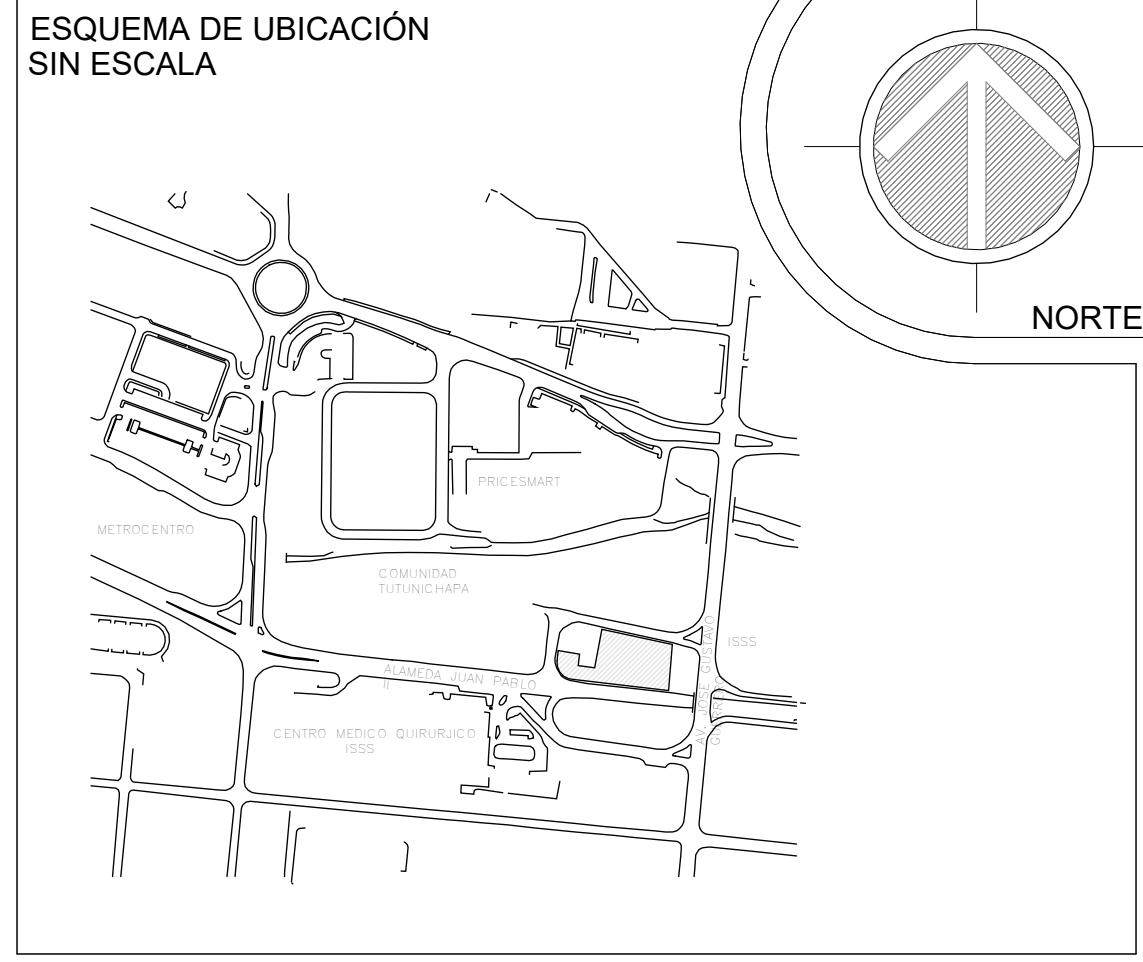 ESQUEMA DE UBICACIÓN
SIN ESCALA
NORTE
PRICESMART
METROCENTRO
COMUNIDAD
TUTUNICHAPA
ISSS
ALAMEDA JUAN PABLO
II
AV. JOSE GUSTAVO
GUERRERO
CENTRO MEDICO QUIRURJICO
ISSS